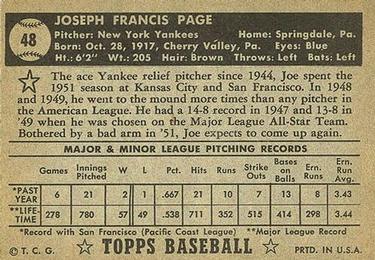 48
JOSEPH FRANCIS PAGE
Pitcher: New York Yankees Home: Springdale, Pa.
Born: Oct. 28, 1917, Cherry Valley, Pa. Eyes: Blue
Ht: 6'2" Wt: 205 Hair: Brown Throws: Left Bats: Left
The ace Yankee relief pitcher since 1944, Joe spent the
1951 season at Kansas City and San Francisco. In 1948
and 1949, he went to the mound more times than any pitcher in
the American League. He had a 14-8 record in 1947 and 13-8 in
'49 when he was chosen on the Major League All-Star Team.
Bothered by a bad arm in '51, Joe expects to come up again.
MAJOR & MINOR LEAGUE PITCHING RECORDS
Games Innings Pitched W L Pct. Hits Runs Strike Outs Bases on Balls Earn. Runs Ern. Run Avg.
*PAST YEAR 6 21 2 1 .667 21 10 7 13 8 3.43
**LIFE-TIME 278 780 57 49 .538 711 352 515 414 298 3.44
*Record with San Francisco (Pacific Coast League) **Major League Record.
© T. C. G. TOPPS BASEBALL PRTD. IN U.S.A.